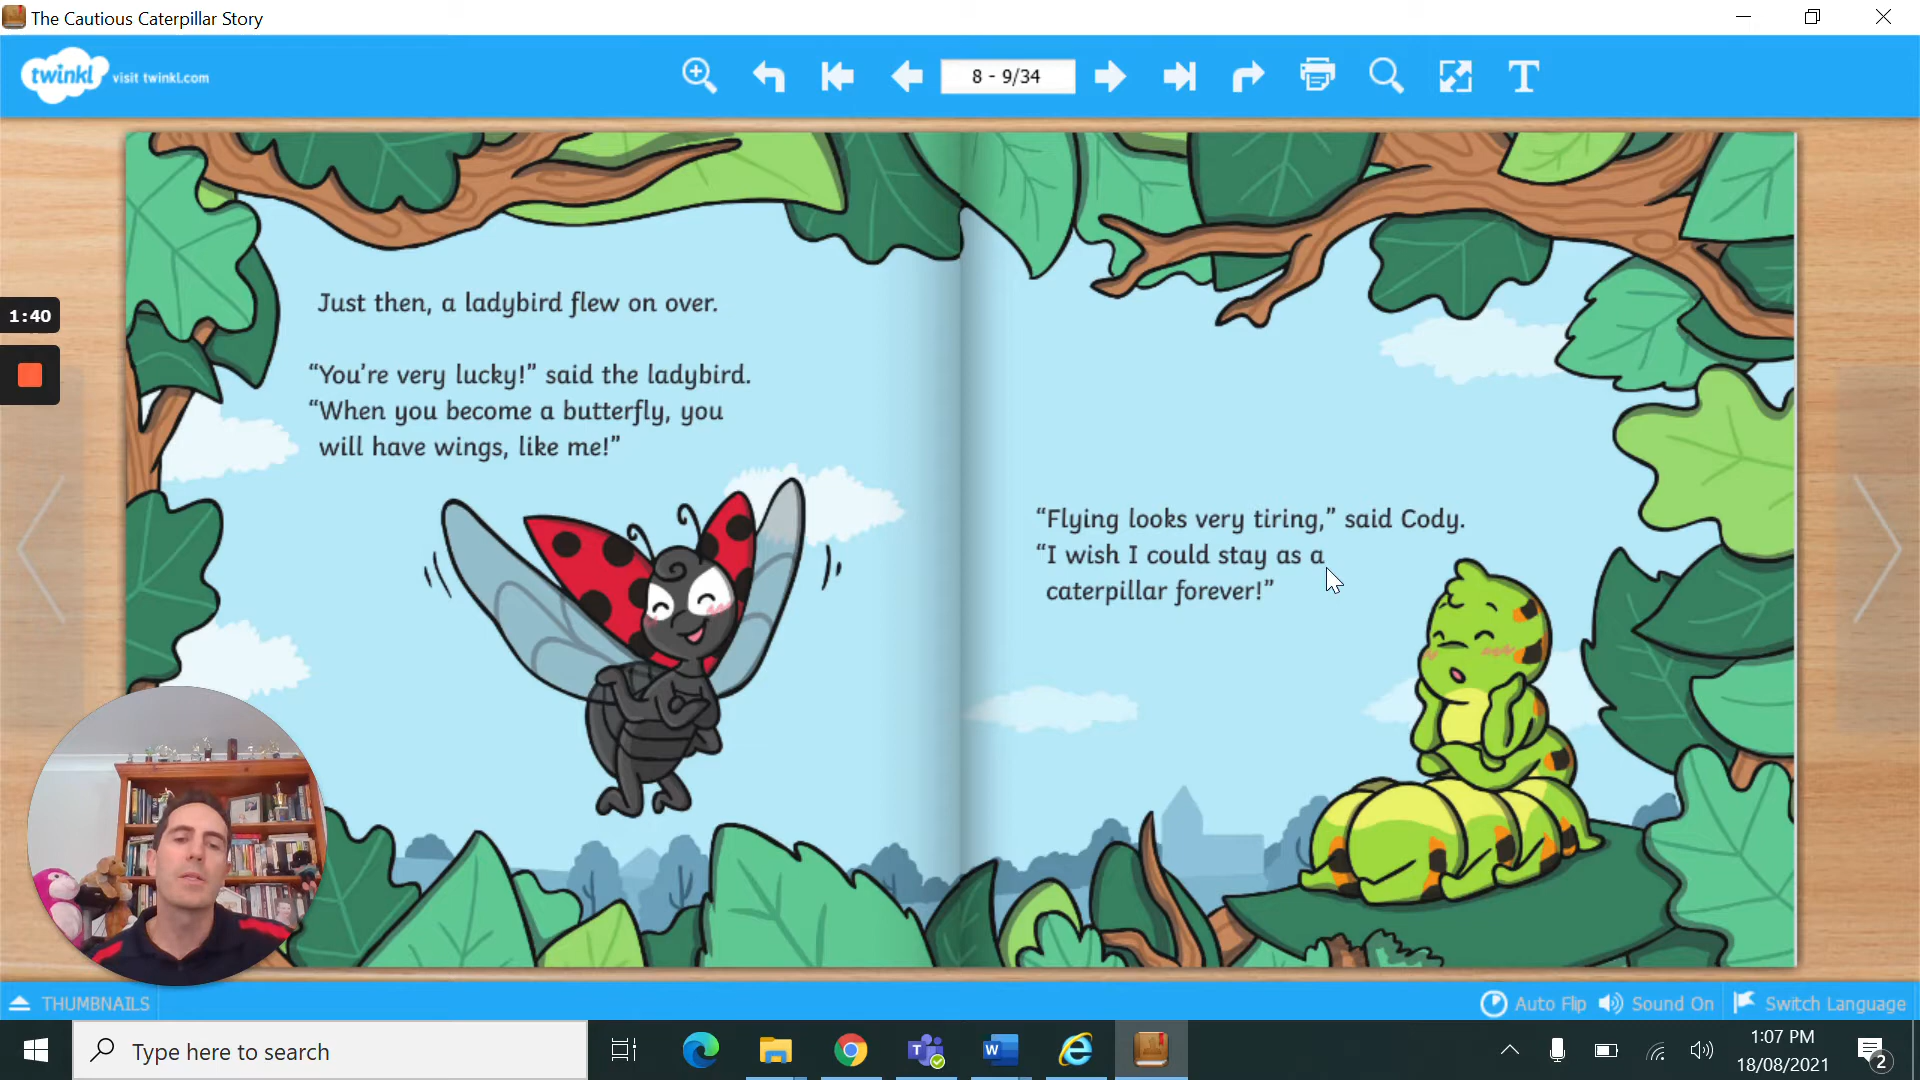 The Cautious Caterpillar Story
twinkl visit twinkl.com
8 - 9/34
T
1:40
Just then, a ladybird flew on over.
“You’re very lucky!” said the ladybird.
“When you become a butterfly, you
will have wings, like me!”
“Flying looks very tiring,” said Cody.
“I wish I could stay as a
caterpillar forever!”
THUMBNAILS
Auto Flip
Sound On
Switch Language
Type here to search
1:07 PM
18/08/2021
2